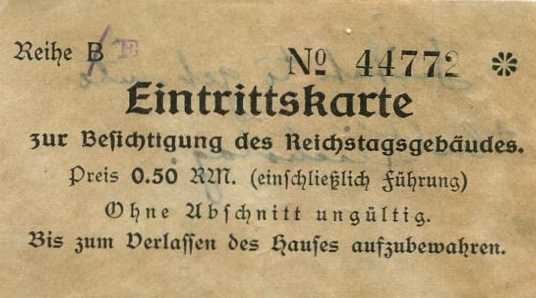 Reihe B E
Nº 44772
Eintrittskarte
zur Besichtigung des Reichstagsgebäudes.
Preis 0.50 RM. (einschließlich Führung)
Ohne Abschnitt ungültig.
Bis zum Verlassen des Hauses aufzubewahren.